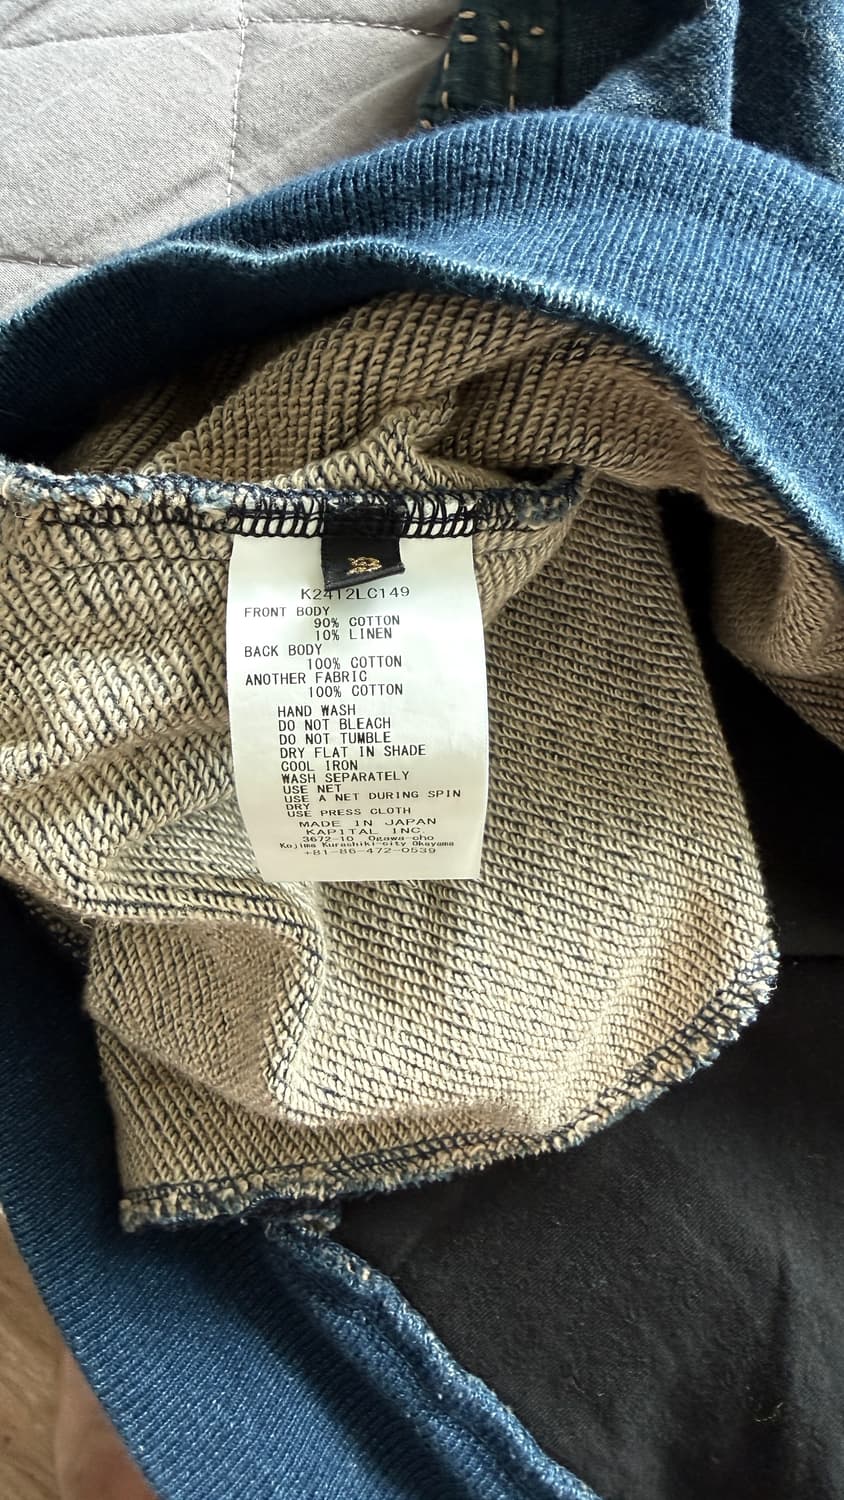 K2412LC149
FRONT BODY
90% COTTON
10% LINEN
BACK BODY
100% COTTON
ANOTHER FABRIC
100% COTTON
HAND WASH
DO NOT BLEACH
DO NOT TUMBLE
DRY FLAT IN SHADE
COOL IRON
WASH SEPARATELY
USE NET
USE A NET DURING SPIN
DRY
USE PRESS CLOTH
MADE IN JAPAN
KAPITAL INC.
3672-10 Ogawa-cho
Kojima Kurashiki-city Okayama
+81-86-472-0539